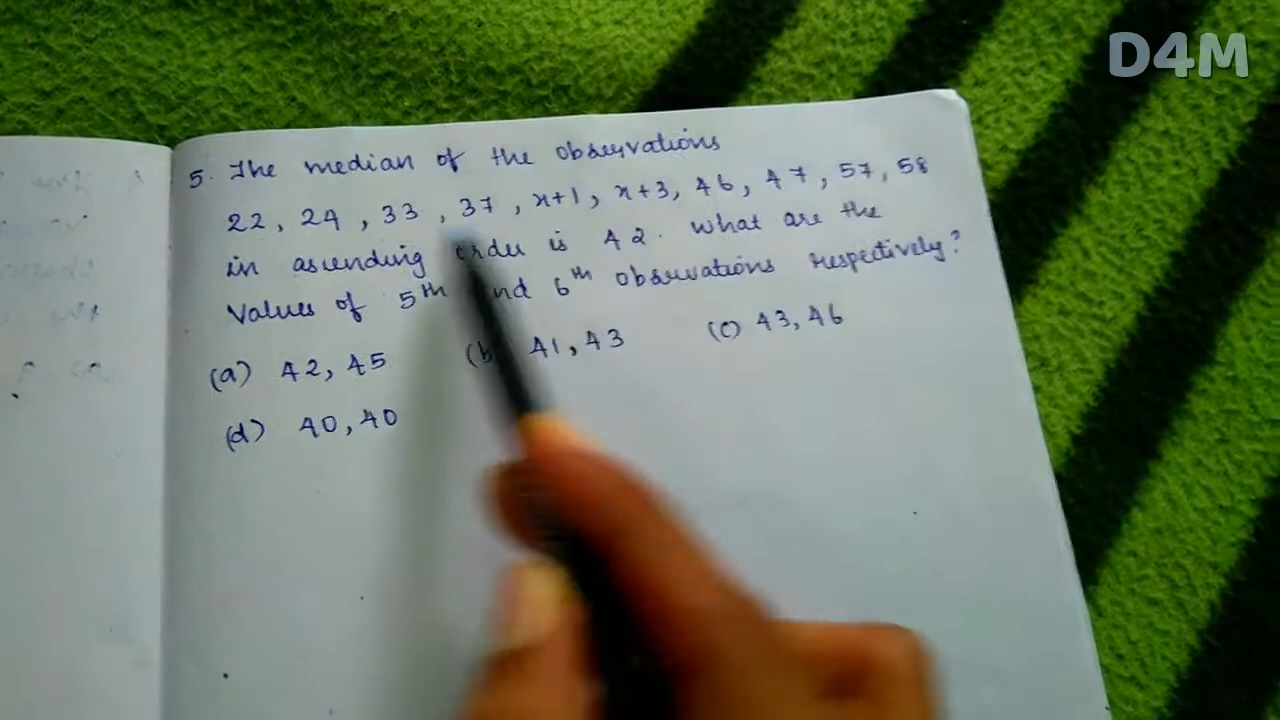 D4M
5. The median of the observations
22, 24, 33, 37, x+1, x+3, 46, 47, 57, 58
in ascending order is 42. What are the
Values of 5th and 6th observations respectively?
(a) 42, 45 (b) 41, 43 (c) 43, 46
(d) 40, 40